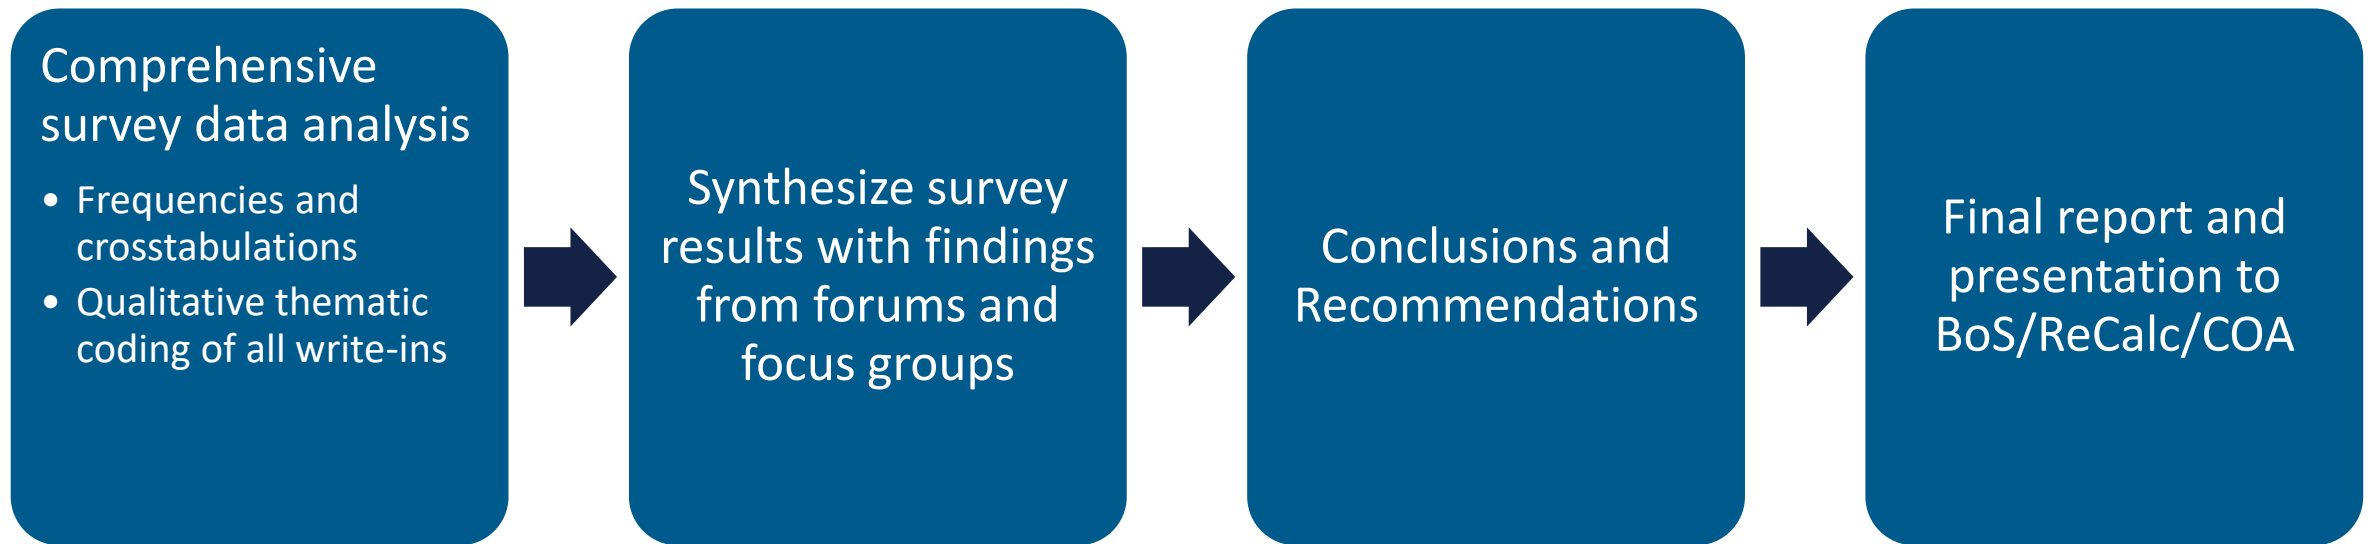 Comprehensive
survey data analysis
• Frequencies and
crosstabulations
• Qualitative thematic
coding of all write-ins
Synthesize survey
results with findings
from forums and
focus groups
Conclusions and
Recommendations
Final report and
presentation to
BoS/ReCalc/COA